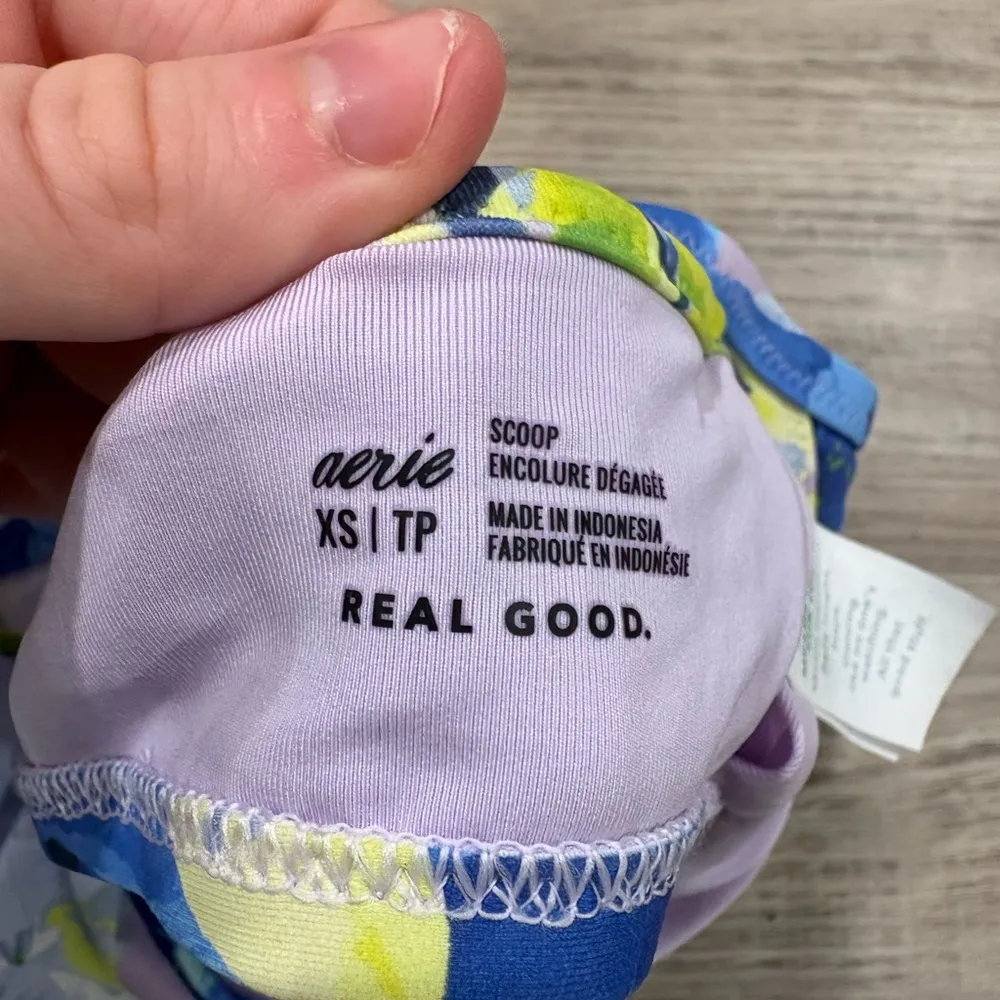 aerie
XS | TP
SCOOP
ENCOLURE DÉGAGÉE
MADE IN INDONESIA
FABRIQUÉ EN INDONÉSIE
REAL GOOD.